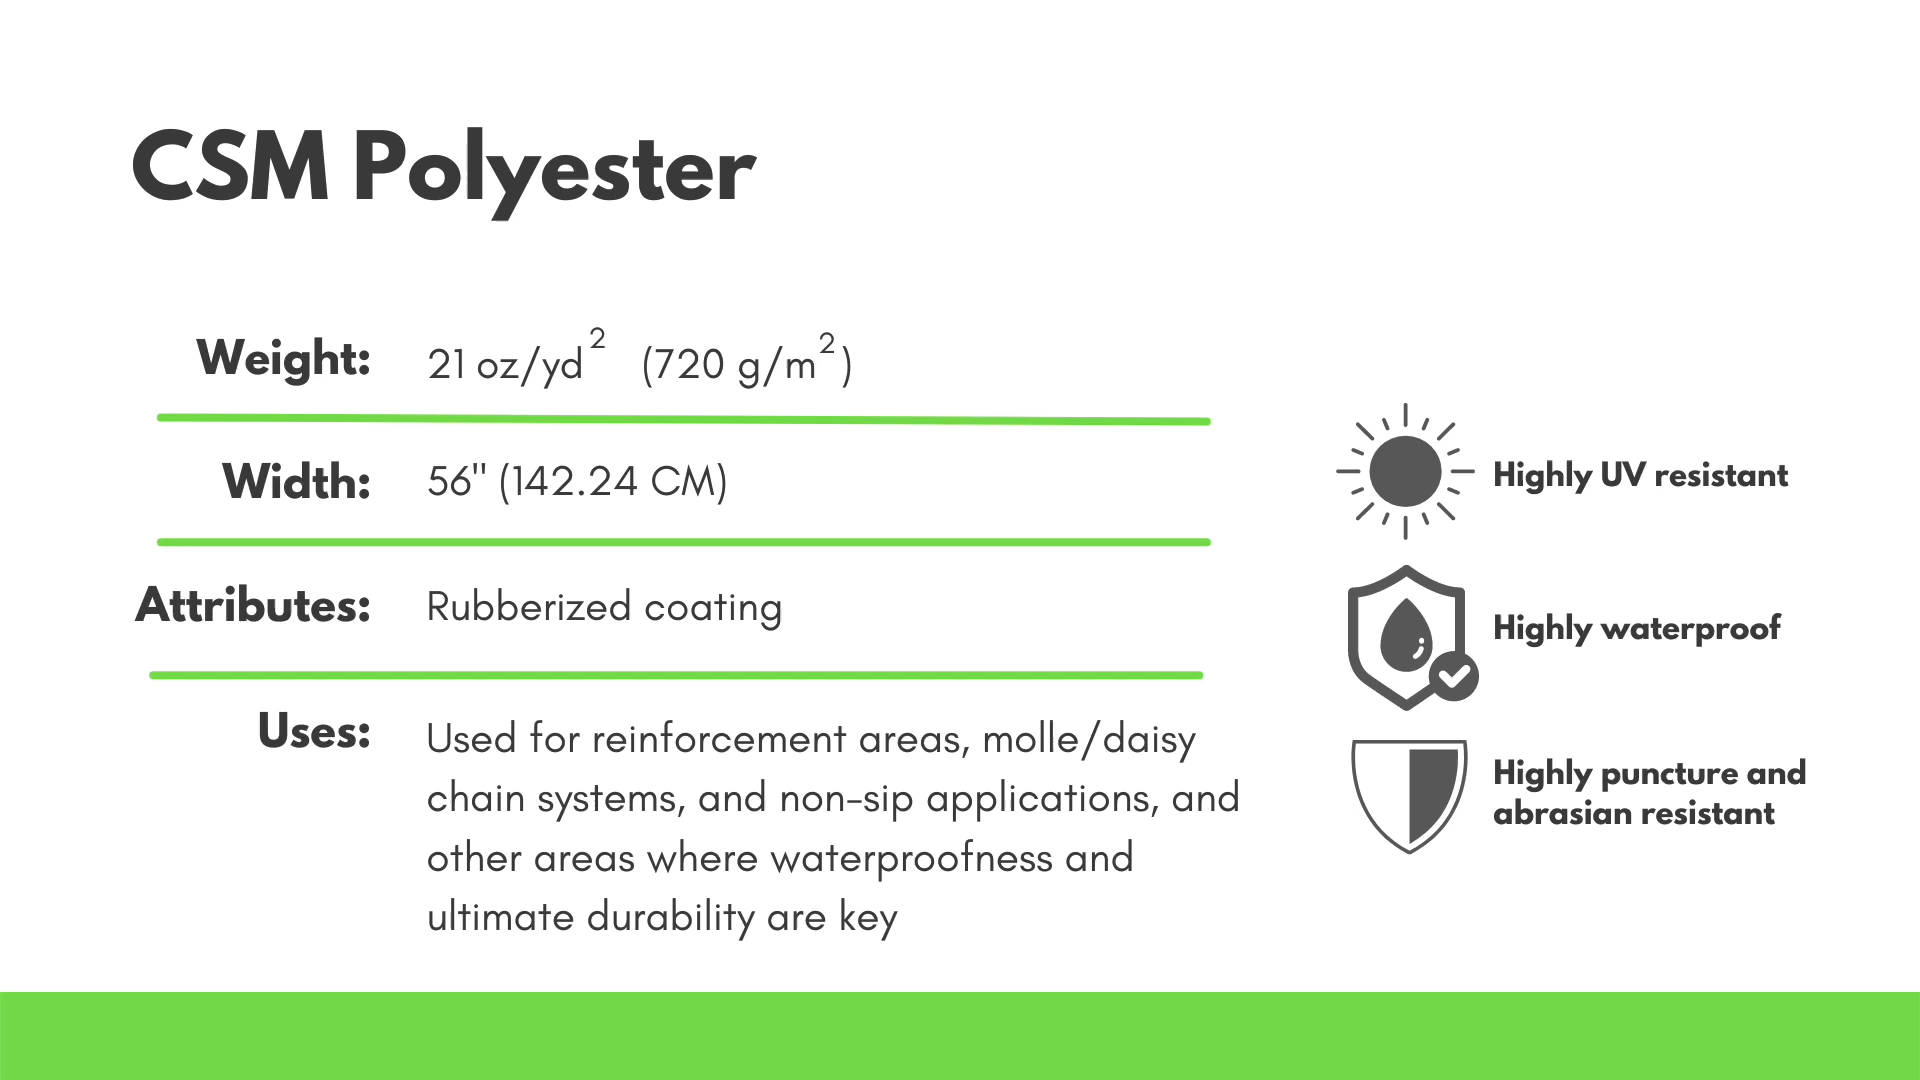 CSM Polyester
Weight: 21 oz/yd² (720 g/m²)
Width: 56" (142.24 CM)
Attributes: Rubberized coating
Uses: Used for reinforcement areas, molle/daisy
chain systems, and non-sip applications, and
other areas where waterproofness and
ultimate durability are key
Highly UV resistant
Highly waterproof
Highly puncture and
abrasian resistant